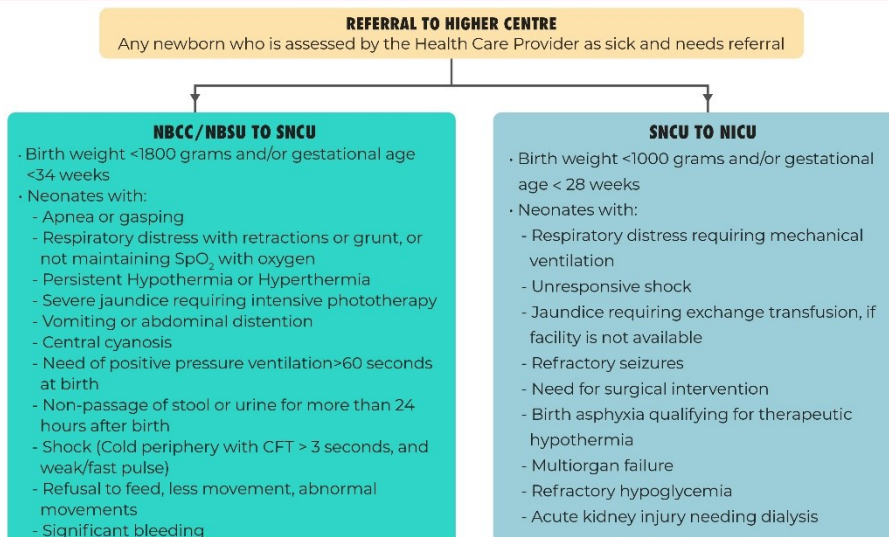 REFERRAL TO HIGHER CENTRE
Any newborn who is assessed by the Health Care Provider as sick and needs referral
NBCC/NBSU TO SNCU
• Birth weight <1800 grams and/or gestational age
<34 weeks
• Neonates with:
- Apnea or gasping
- Respiratory distress with retractions or grunt, or
not maintaining SpO₂ with oxygen
- Persistent Hypothermia or Hyperthermia
- Severe jaundice requiring intensive phototherapy
- Vomiting or abdominal distention
- Central cyanosis
- Need of positive pressure ventilation>60 seconds
at birth
- Non-passage of stool or urine for more than 24
hours after birth
- Shock (Cold periphery with CFT > 3 seconds, and
weak/fast pulse)
- Refusal to feed, less movement, abnormal
movements
- Significant bleeding
SNCU TO NICU
• Birth weight <1000 grams and/or gestational
age < 28 weeks
• Neonates with:
- Respiratory distress requiring mechanical
ventilation
- Unresponsive shock
- Jaundice requiring exchange transfusion, if
facility is not available
- Refractory seizures
- Need for surgical intervention
- Birth asphyxia qualifying for therapeutic
hypothermia
- Multiorgan failure
- Refractory hypoglycemia
- Acute kidney injury needing dialysis